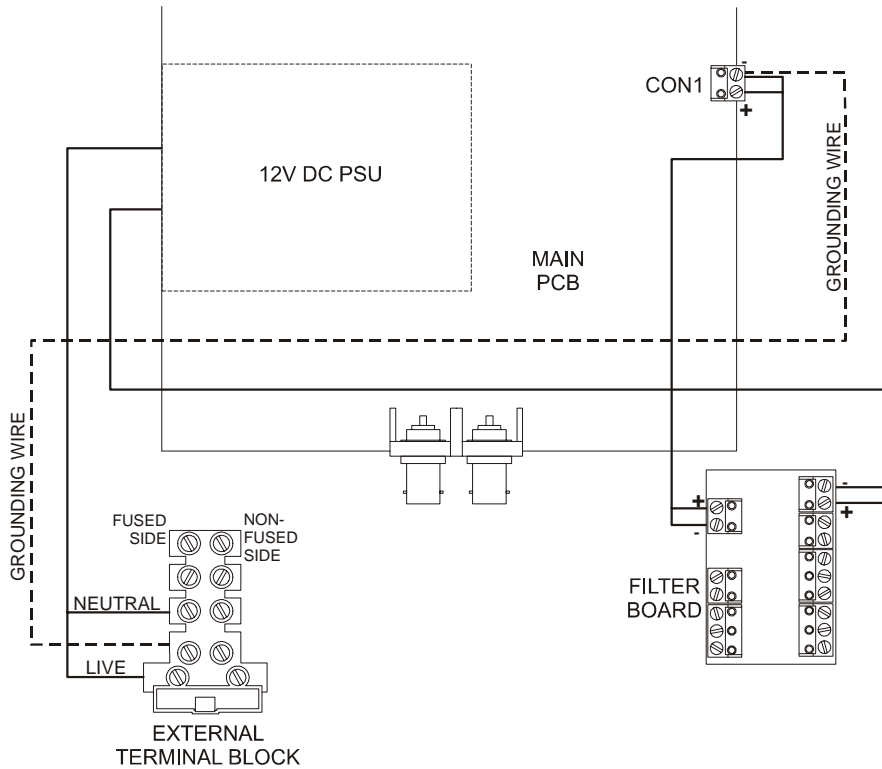 -
CON1
+
12V DC PSU
GROUNDING WIRE
MAIN
PCB
GROUNDING WIRE
FUSED
SIDE
NON-
FUSED
SIDE
+
-
-
+
NEUTRAL
FILTER
BOARD
LIVE
EXTERNAL
TERMINAL BLOCK